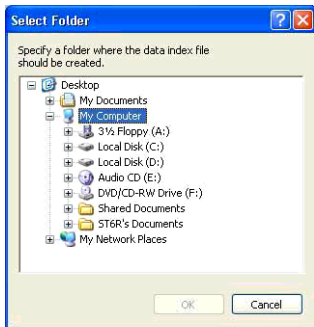 Select Folder
Specify a folder where the data index file
should be created.
Desktop
My Documents
My Computer
3½ Floppy (A:)
Local Disk (C:)
Local Disk (D:)
Audio CD (E:)
DVD/CD-RW Drive (F:)
Shared Documents
ST6R's Documents
My Network Places
OK Cancel